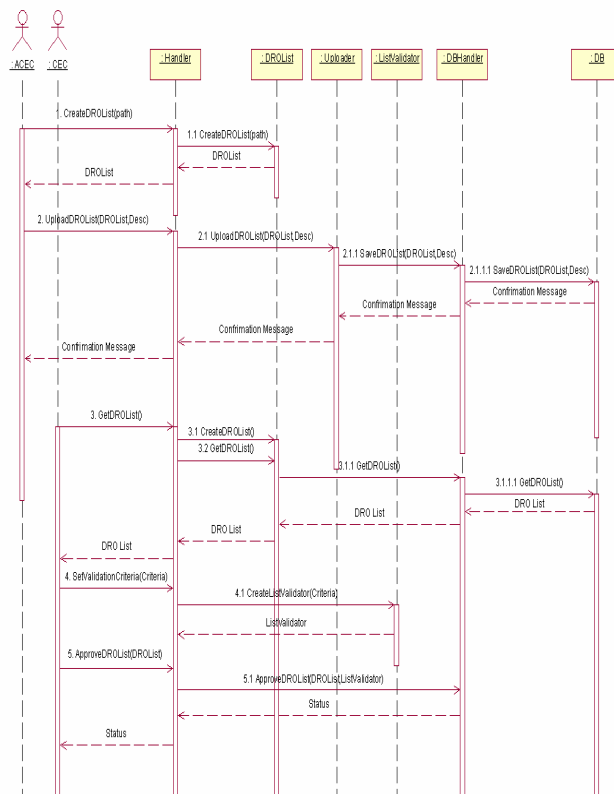 : ACEC
: CEC
: Handler
: DROList
: Uploader
: ListValidator
: DBHandler
: DB
1. CreateDROList(path)
1.1 CreateDROList(path)
DROList
DROList
2. UploadDROList(DROList,Desc)
2.1 UploadDROList(DROList,Desc)
2.1.1 SaveDROList(DROList,Desc)
2.1.1.1 SaveDROList(DROList,Desc)
Confrimation Message
Confrimation Message
Confrimation Message
Confrimation Message
3. GetDROList()
3.1 CreateDROList()
3.2 GetDROList()
3.1.1 GetDROList()
3.1.1.1 GetDROList()
DRO List
DRO List
DRO List
DRO List
4. SetValidationCriteria(Criteria)
4.1 CreateListValidator(Criteria)
ListValidator
5. ApproveDROList(DROList)
5.1 ApproveDROList(DROList,ListValidator)
Status
Status